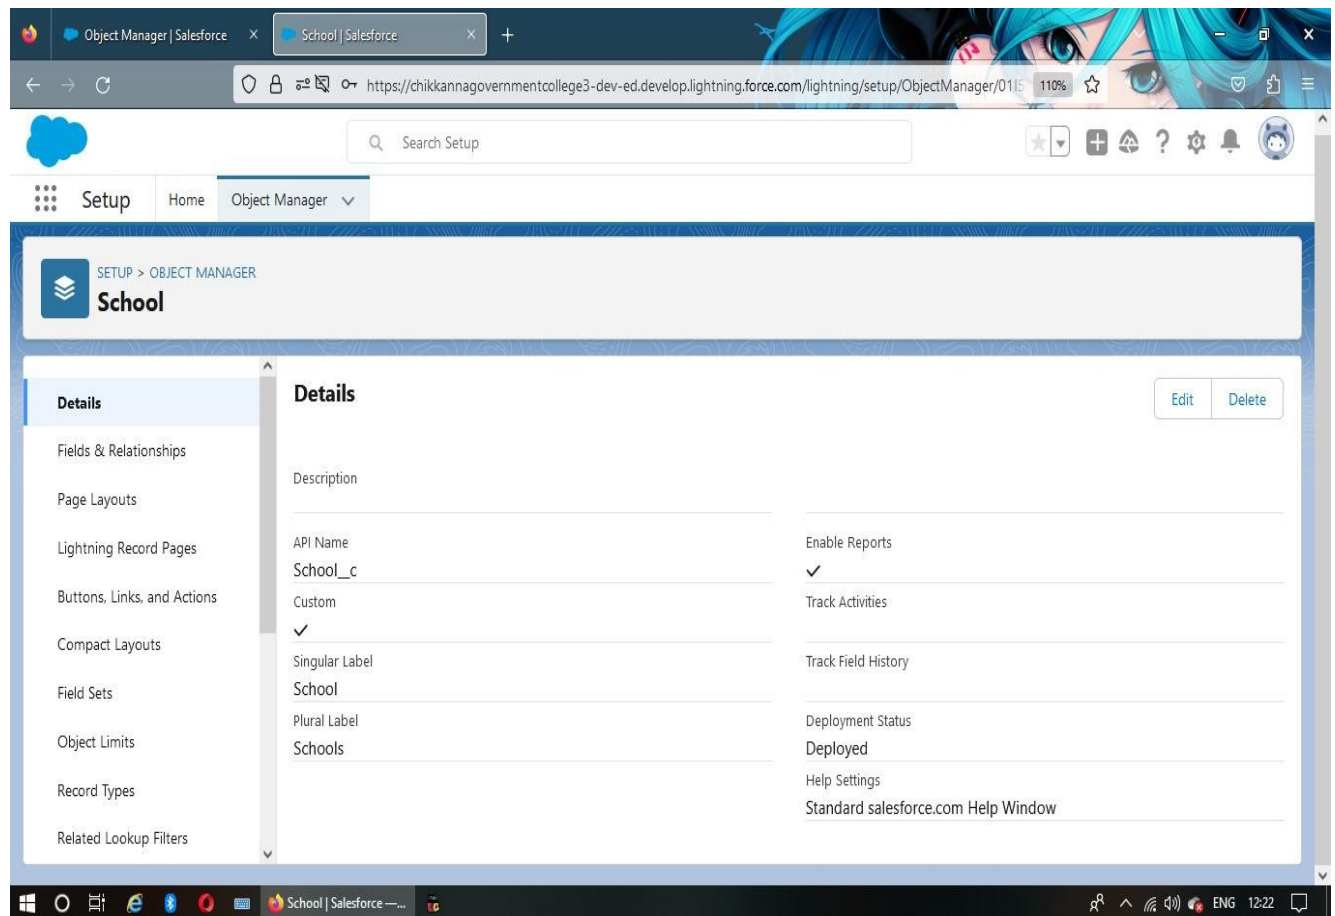 Object Manager | Salesforce
School | Salesforce
https://chikkannagovernmentcollege3-dev-ed.develop.lightning.force.com/lightning/setup/ObjectManager/01I5
110%
Search Setup
Setup
Home
Object Manager
SETUP > OBJECT MANAGER
School
Details
Fields & Relationships
Page Layouts
Lightning Record Pages
Buttons, Links, and Actions
Compact Layouts
Field Sets
Object Limits
Record Types
Related Lookup Filters
Details
Edit
Delete
Description
API Name
School__c
Custom
Singular Label
School
Plural Label
Schools
Enable Reports
Track Activities
Track Field History
Deployment Status
Deployed
Help Settings
Standard salesforce.com Help Window
School | Salesforce —...
ENG
12:22